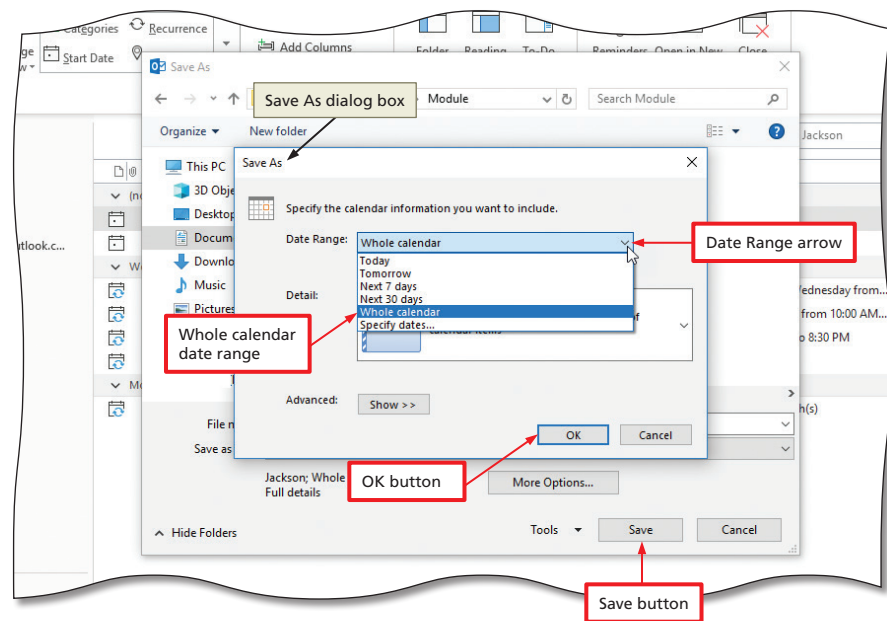 Categories
Recurrence
Start Date
Add Columns
Folder Reading To-Do Reminders Open in New Close
Save As
Save As dialog box
Module
Search Module
Organize
New folder
Jackson
This PC
Save As
3D Obje
Desktop
Specify the calendar information you want to include.
Docum
Date Range: Whole calendar
Date Range arrow
utlook.c...
Downlo
Today
Tomorrow
Music
Next 7 days
ednesday from...
Pictures
Detail:
Next 30 days
Whole calendar
from 10:00 AM...
Specify dates...
Whole calendar
date range
calendar items
o 8:30 PM
Advanced:
Show >>
h(s)
File n
OK
Cancel
Save as
Jackson; Whole
Full details
OK button
More Options...
Hide Folders
Tools
Save
Cancel
Save button